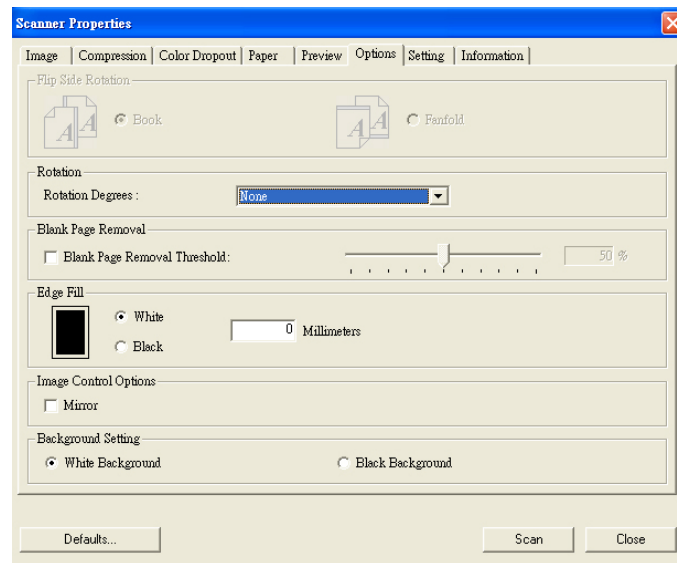 Scanner Properties
Image Compression Color Dropout Paper Preview Options Setting Information
Flip Side Rotation
A A Book A A Fanfold
Rotation
Rotation Degrees : None
Blank Page Removal
Blank Page Removal Threshold: 50 %
Edge Fill
White
0 Millimeters
Black
Image Control Options
Mirror
Background Setting
White Background Black Background
Defaults... Scan Close